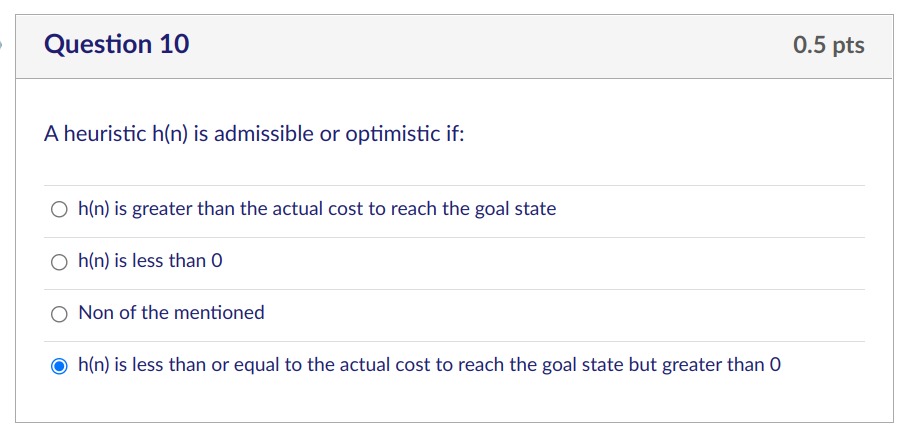 Question 10
0.5 pts
A heuristic h(n) is admissible or optimistic if:
h(n) is greater than the actual cost to reach the goal state
h(n) is less than 0
Non of the mentioned
h(n) is less than or equal to the actual cost to reach the goal state but greater than 0